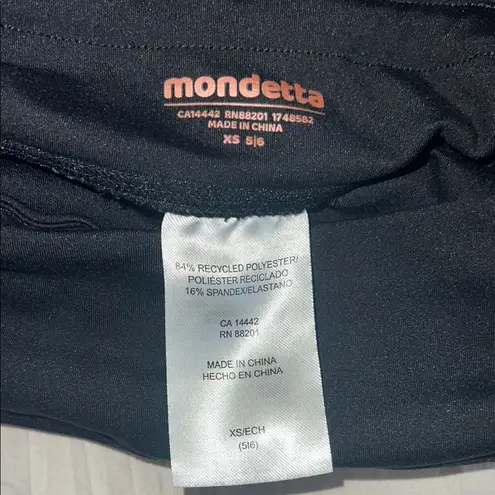 mondetta
CA14442 RN88201 1748582
MADE IN CHINA
XS 5|6
84% RECYCLED POLYESTER/
POLIÉSTER RECICLADO
16% SPANDEX/ELASTANO
CA 14442
RN 88201
MADE IN CHINA
HECHO EN CHINA
XS/ECH
(5|6)